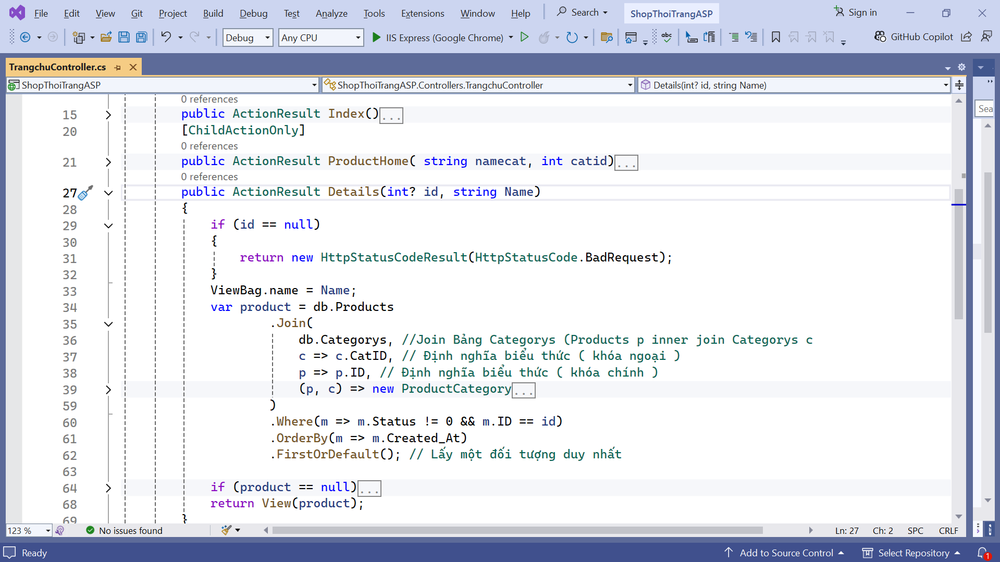 File Edit View Git Project Build Debug Test Analyze Tools Extensions Window Help Search ShopThoiTrangASP Sign in
Debug Any CPU IIS Express (Google Chrome) abc GitHub Copilot
TrangchuController.cs
ShopThoiTrangASP ShopThoiTrangASP.Controllers.TrangchuController Details(int? id, string Name)
Sea
0 references
15 public ActionResult Index()...
20 [ChildActionOnly]
0 references
21 public ActionResult ProductHome( string namecat, int catid)...
0 references
27 public ActionResult Details(int? id, string Name)
28 {
29 if (id == null)
30 {
31 return new HttpStatusCodeResult(HttpStatusCode.BadRequest);
32 }
33 ViewBag.name = Name;
34 var product = db.Products
35 .Join(
36 db.Categorys, //Join Bảng Categorys (Products p inner join Categorys c
37 c => c.CatID, // Định nghĩa biểu thức ( khóa ngoại )
38 p => p.ID, // Định nghĩa biểu thức ( khóa chính )
39 (p, c) => new ProductCategory...
59 )
60 .Where(m => m.Status != 0 && m.ID == id)
61 .OrderBy(m => m.Created_At)
62 .FirstOrDefault(); // Lấy một đối tượng duy nhất
63
64 if (product == null)...
68 return View(product);
69 }
123 % No issues found Ln: 27 Ch: 2 SPC CRLF
Ready Add to Source Control Select Repository 1